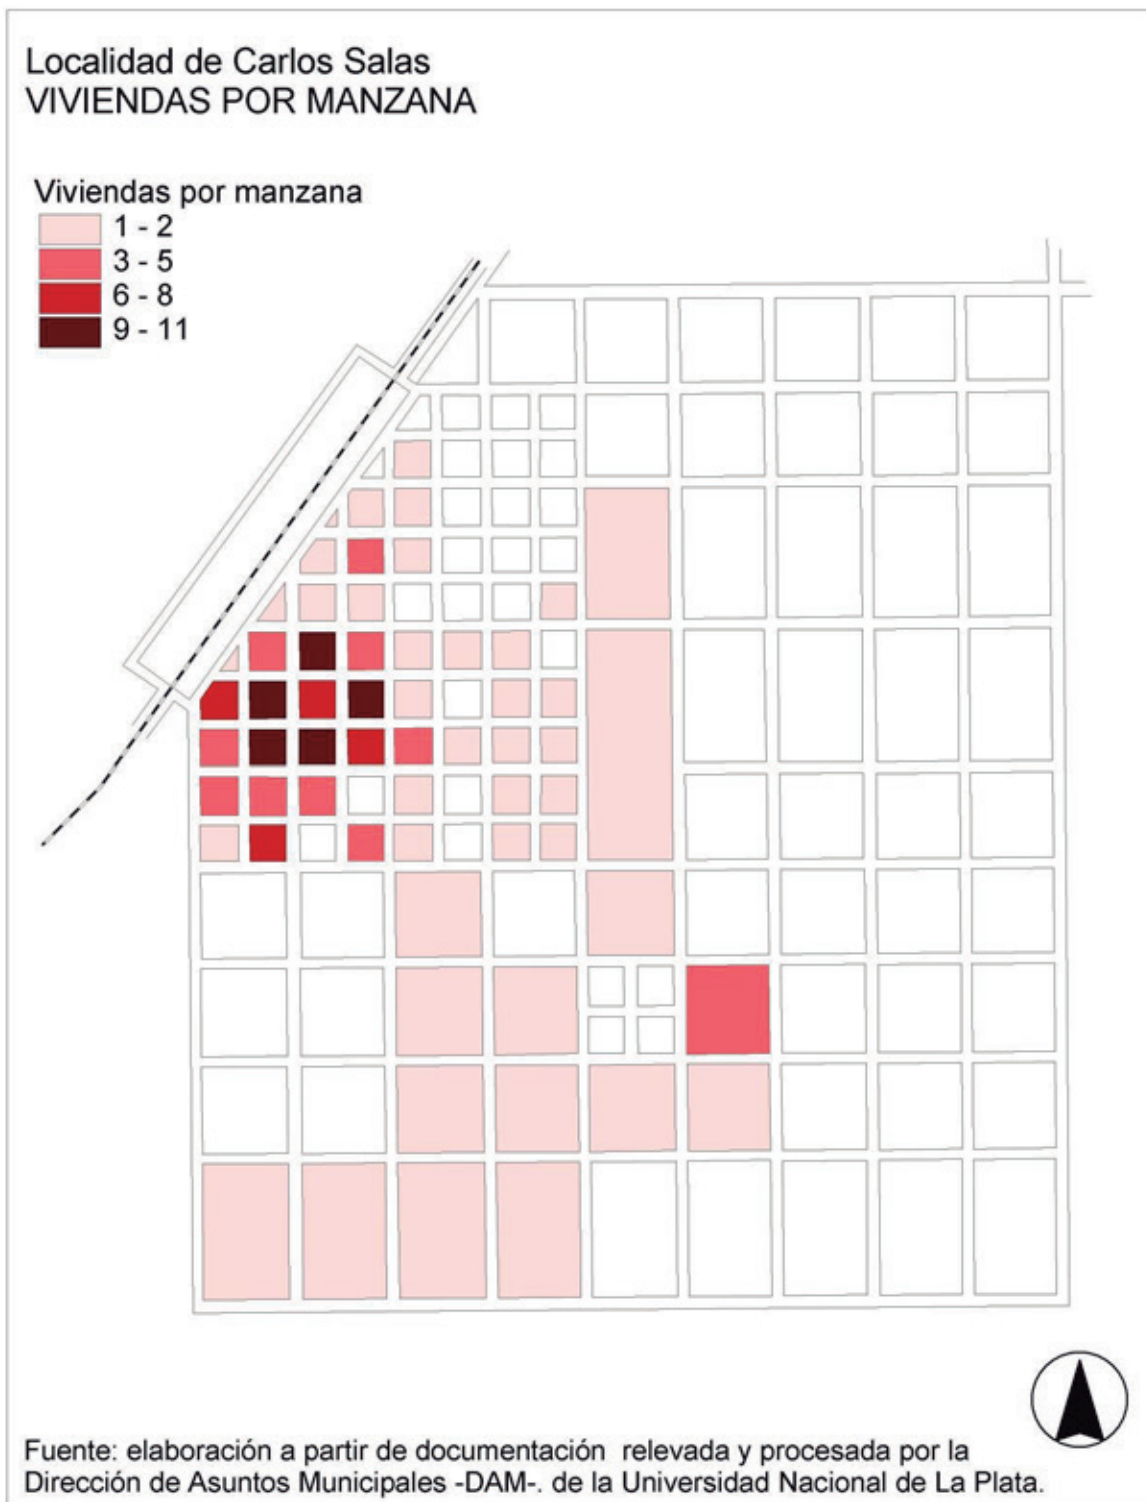 Localidad de Carlos Salas
VIVIENDAS POR MANZANA
Viviendas por manzana
1 - 2
3 - 5
6 - 8
9 - 11
Fuente: elaboración a partir de documentación relevada y procesada por la
Dirección de Asuntos Municipales -DAM-. de la Universidad Nacional de La Plata.